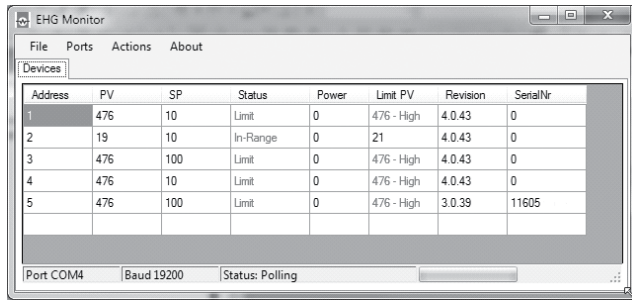 EHG Monitor
File Ports Actions About
Devices
Address PV SP Status Power Limit PV Revision SerialNr
1 476 10 Limit 0 476 - High 4.0.43 0
2 19 10 In-Range 0 21 4.0.43 0
3 476 100 Limit 0 476 - High 4.0.43 0
4 476 10 Limit 0 476 - High 4.0.43 0
5 476 100 Limit 0 476 - High 3.0.39 11605
Port COM4 Baud 19200 Status: Polling